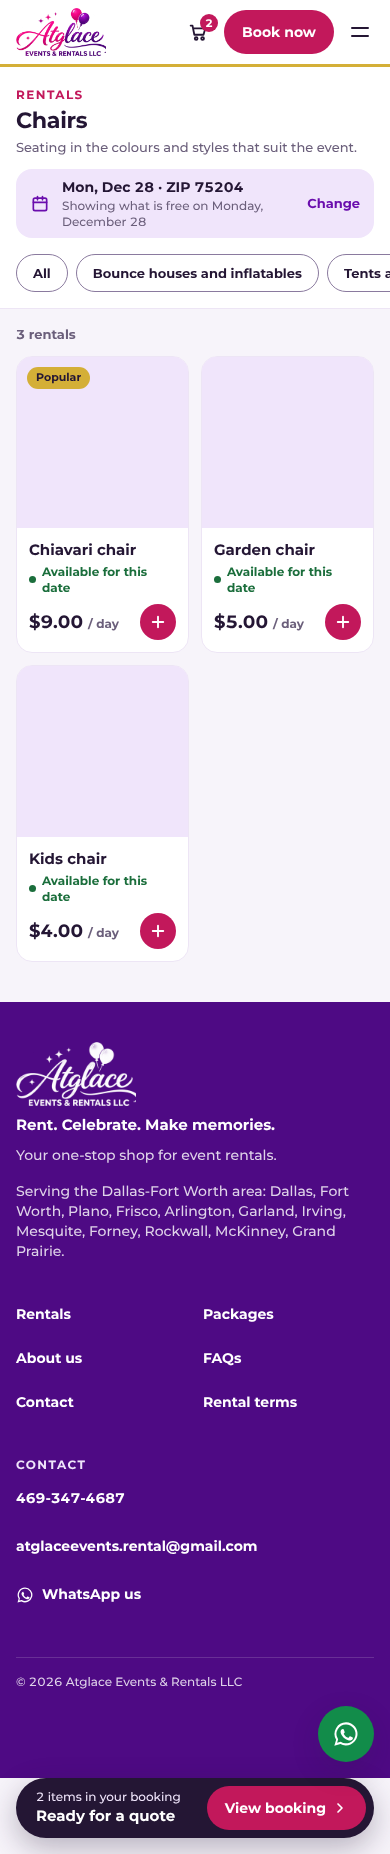 Atglace
EVENTS & RENTALS LLC
2
Book now
RENTALS
Chairs
Seating in the colours and styles that suit the event.
Mon, Dec 28 · ZIP 75204
Showing what is free on Monday,
December 28
Change
All
Bounce houses and inflatables
Tents a
3 rentals
Popular
Chiavari chair
Available for this
date
$9.00 / day
Garden chair
Available for this
date
$5.00 / day
Kids chair
Available for this
date
$4.00 / day
Atglace
EVENTS & RENTALS LLC
Rent. Celebrate. Make memories.
Your one-stop shop for event rentals.
Serving the Dallas-Fort Worth area: Dallas, Fort
Worth, Plano, Frisco, Arlington, Garland, Irving,
Mesquite, Forney, Rockwall, McKinney, Grand
Prairie.
Rentals
Packages
About us
FAQs
Contact
Rental terms
CONTACT
469-347-4687
atglaceevents.rental@gmail.com
WhatsApp us
© 2026 Atglace Events & Rentals LLC
2 items in your booking
Ready for a quote
View booking